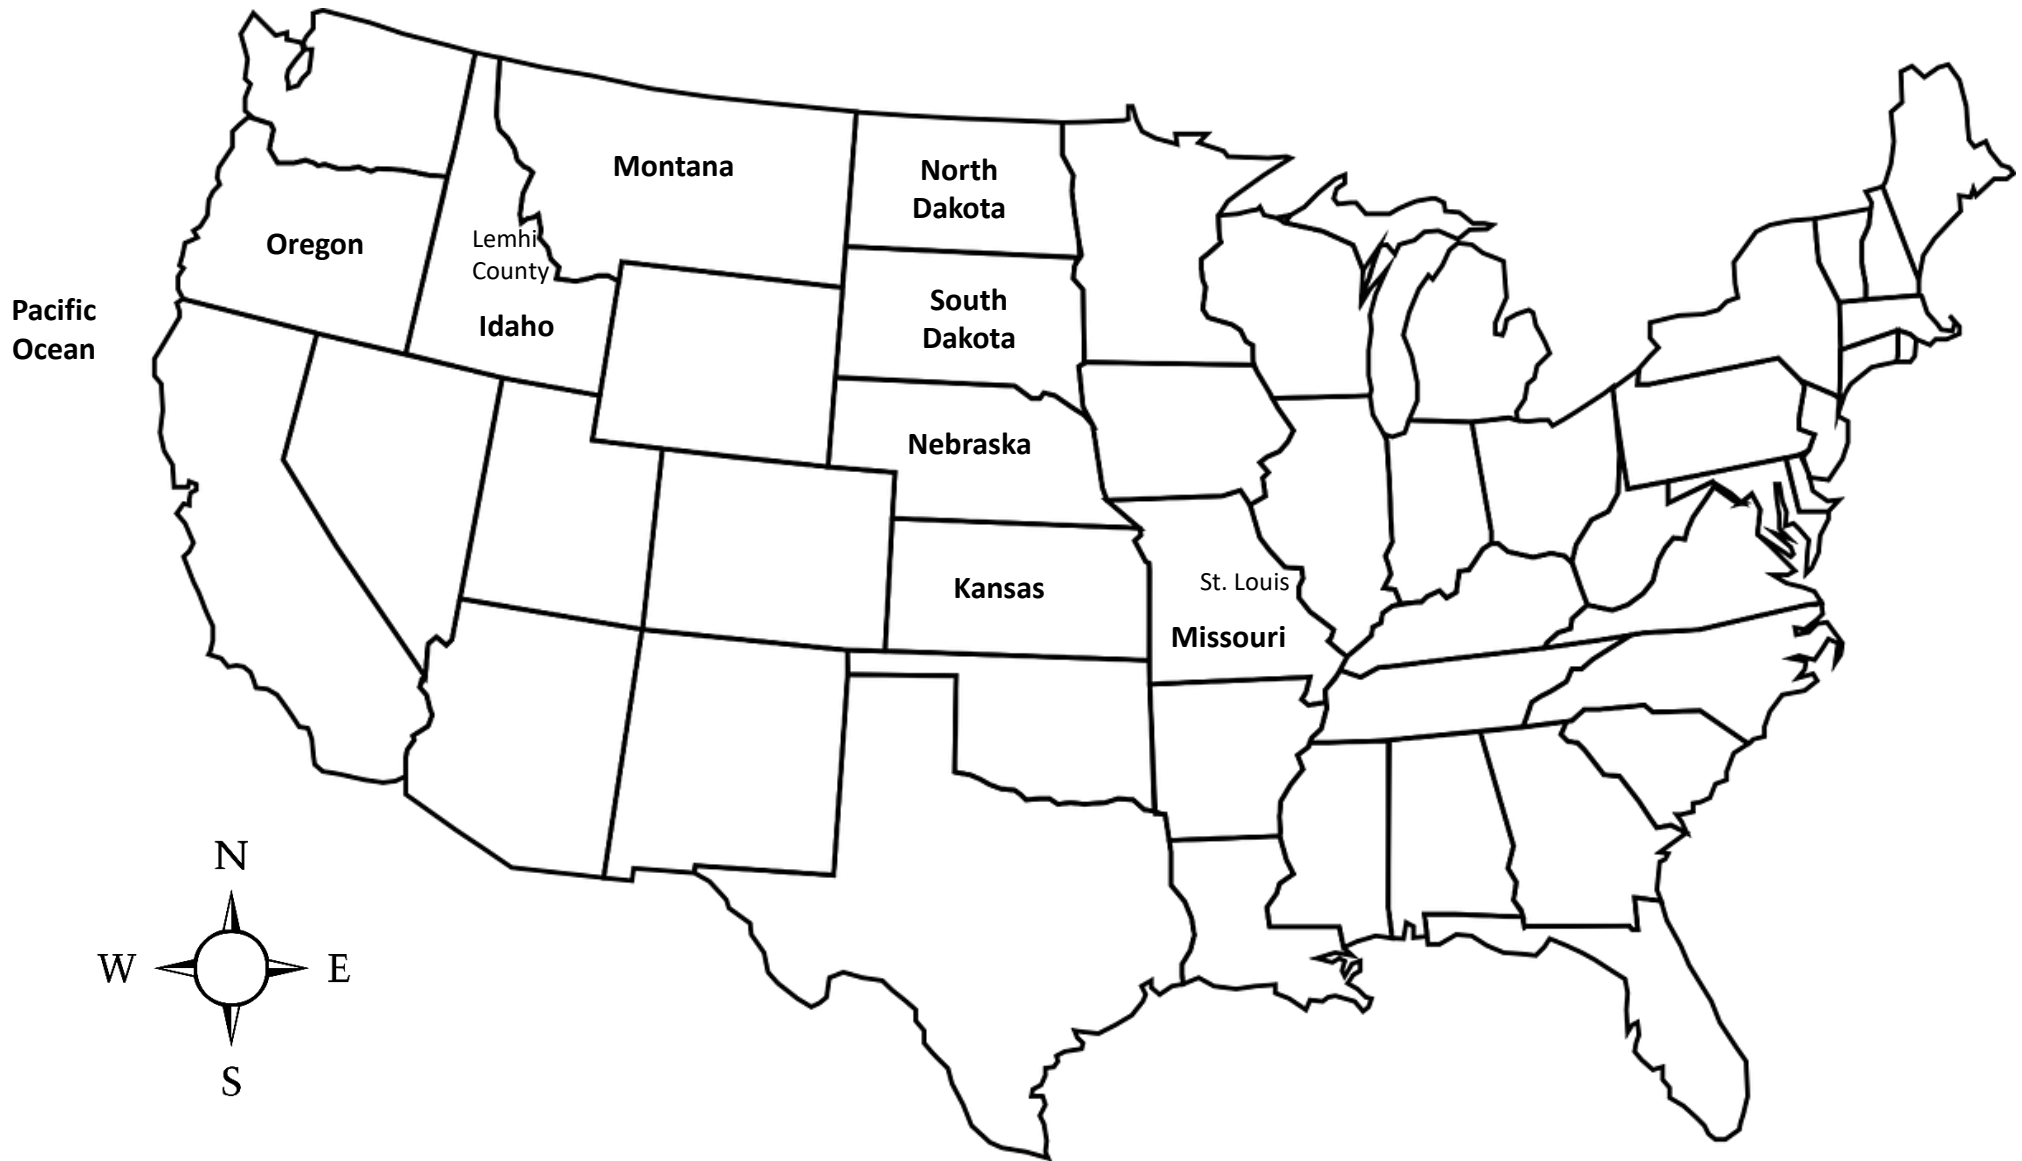 Montana
North
Dakota
Oregon
Lemhi
County
Pacific
Ocean
Idaho
South
Dakota
Nebraska
Kansas
St. Louis
Missouri
N
W
E
S